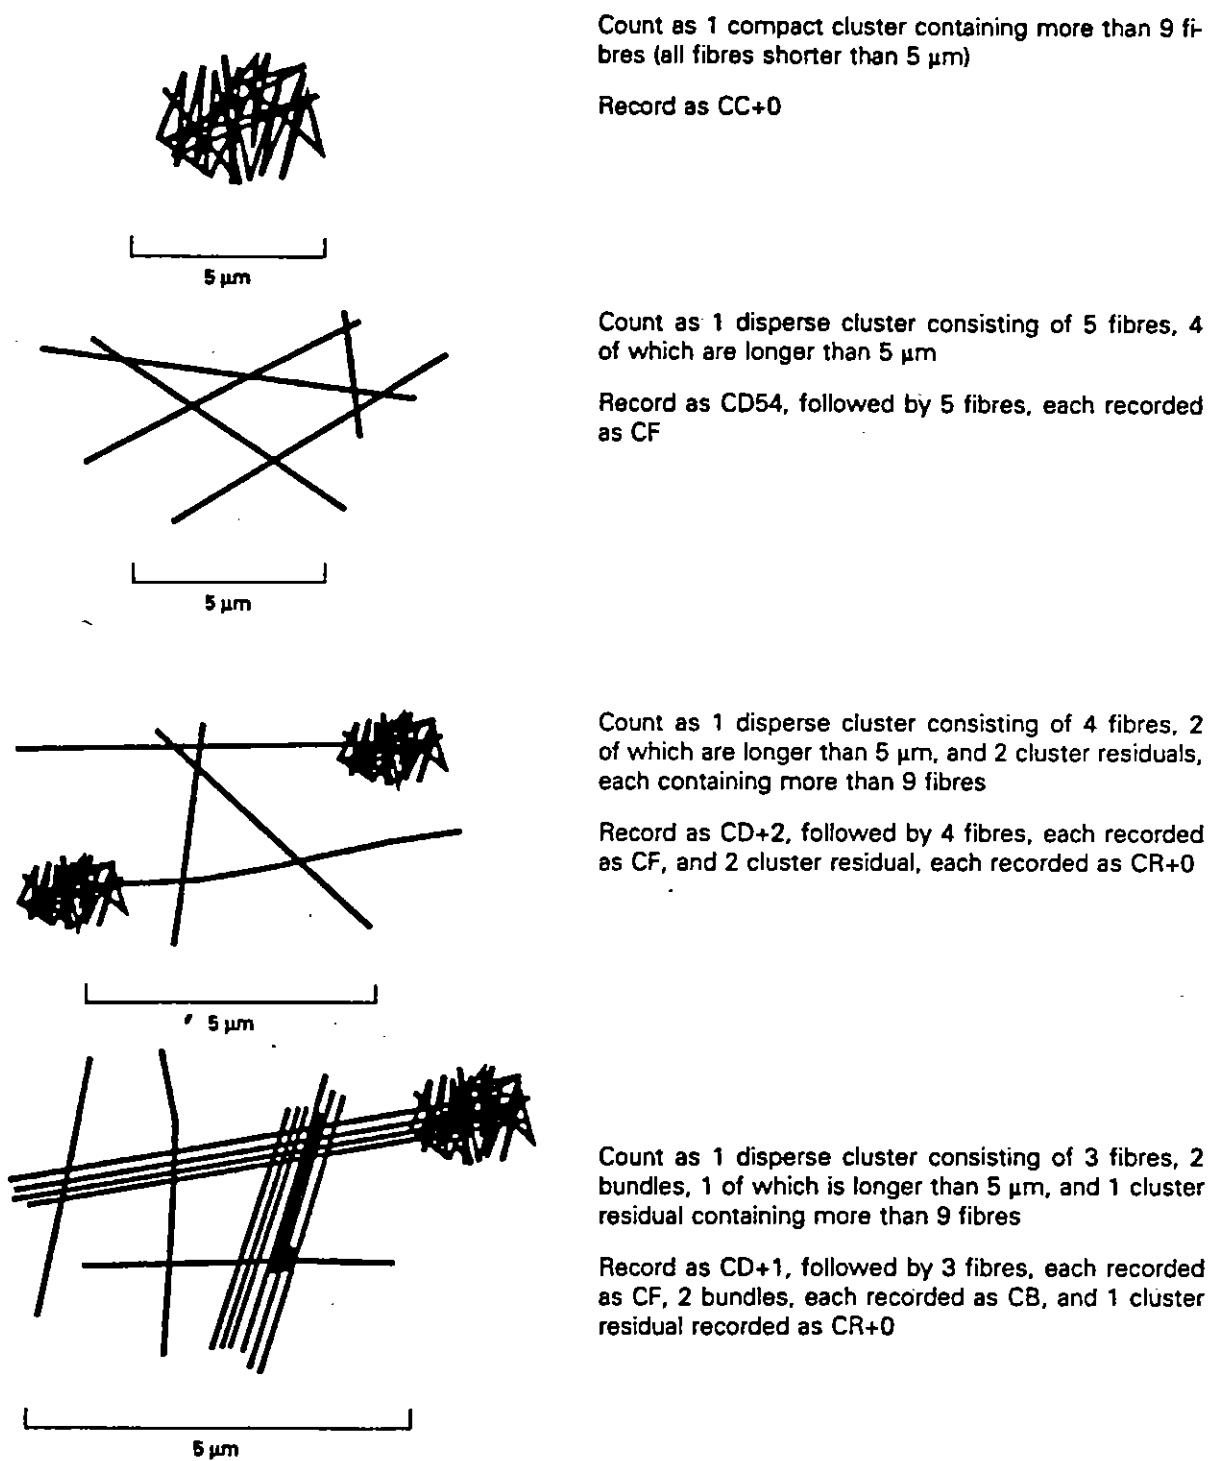 Count as 1 compact cluster containing more than 9 fi-
bres (all fibres shorter than 5 µm)
Record as CC+0
5 µm
Count as 1 disperse cluster consisting of 5 fibres, 4
of which are longer than 5 µm
Record as CD54, followed by 5 fibres, each recorded
as CF
5 µm
Count as 1 disperse cluster consisting of 4 fibres, 2
of which are longer than 5 µm, and 2 cluster residuals,
each containing more than 9 fibres
Record as CD+2, followed by 4 fibres, each recorded
as CF, and 2 cluster residual, each recorded as CR+0
5 µm
Count as 1 disperse cluster consisting of 3 fibres, 2
bundles, 1 of which is longer than 5 µm, and 1 cluster
residual containing more than 9 fibres
Record as CD+1, followed by 3 fibres, each recorded
as CF, 2 bundles, each recorded as CB, and 1 cluster
residual recorded as CR+0
5 µm